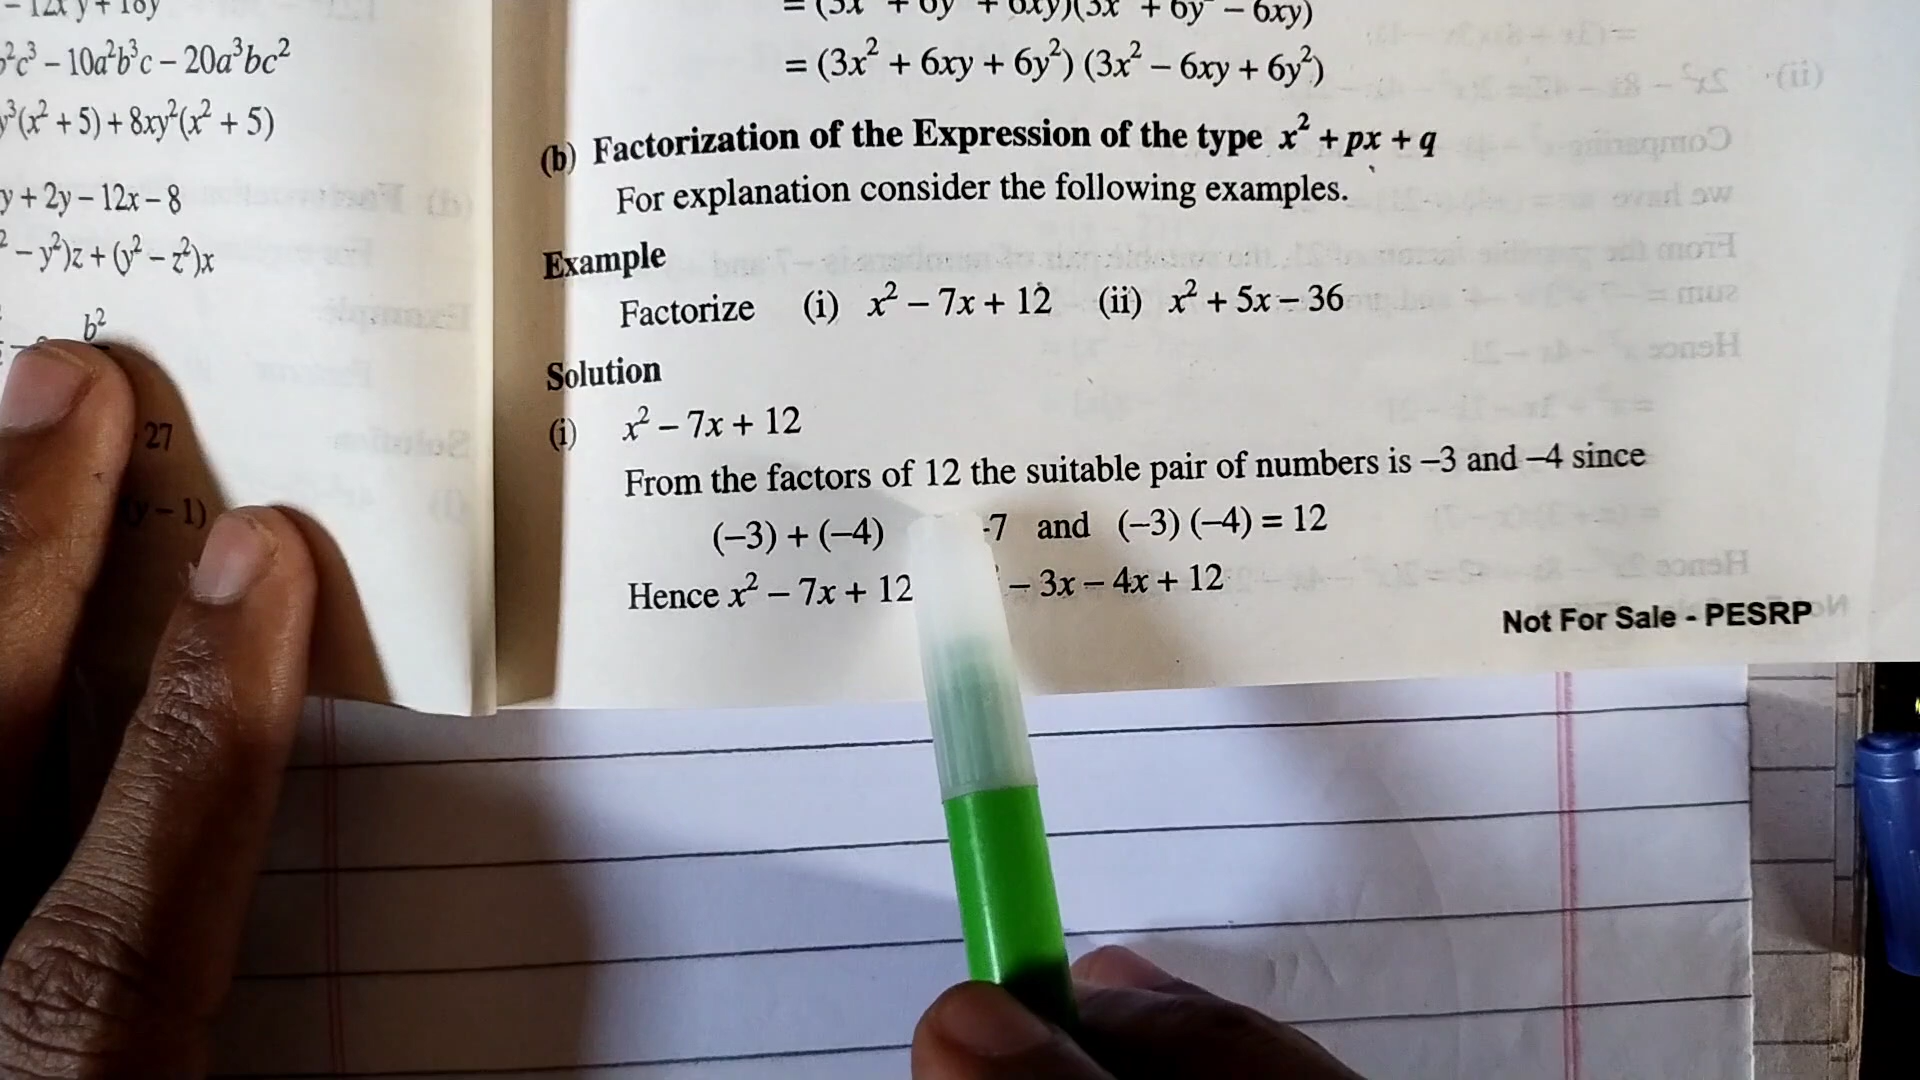 – 10a²b³c – 20a³bc²
(x² + 5) + 8xy²(x² + 5)
y + 2y – 12x – 8
– y²)z + (y² – z²)x
b²
27
y – 1)
= (3x² + 6xy + 6y²) (3x² – 6xy + 6y²)
(b) Factorization of the Expression of the type x² + px + q
For explanation consider the following examples.
Example
Factorize (i) x² – 7x + 12 (ii) x² + 5x – 36
Solution
(i) x² – 7x + 12
From the factors of 12 the suitable pair of numbers is –3 and –4 since
(–3) + (–4) -7 and (–3) (–4) = 12
Hence x² – 7x + 12 – 3x – 4x + 12
Not For Sale - PESRP